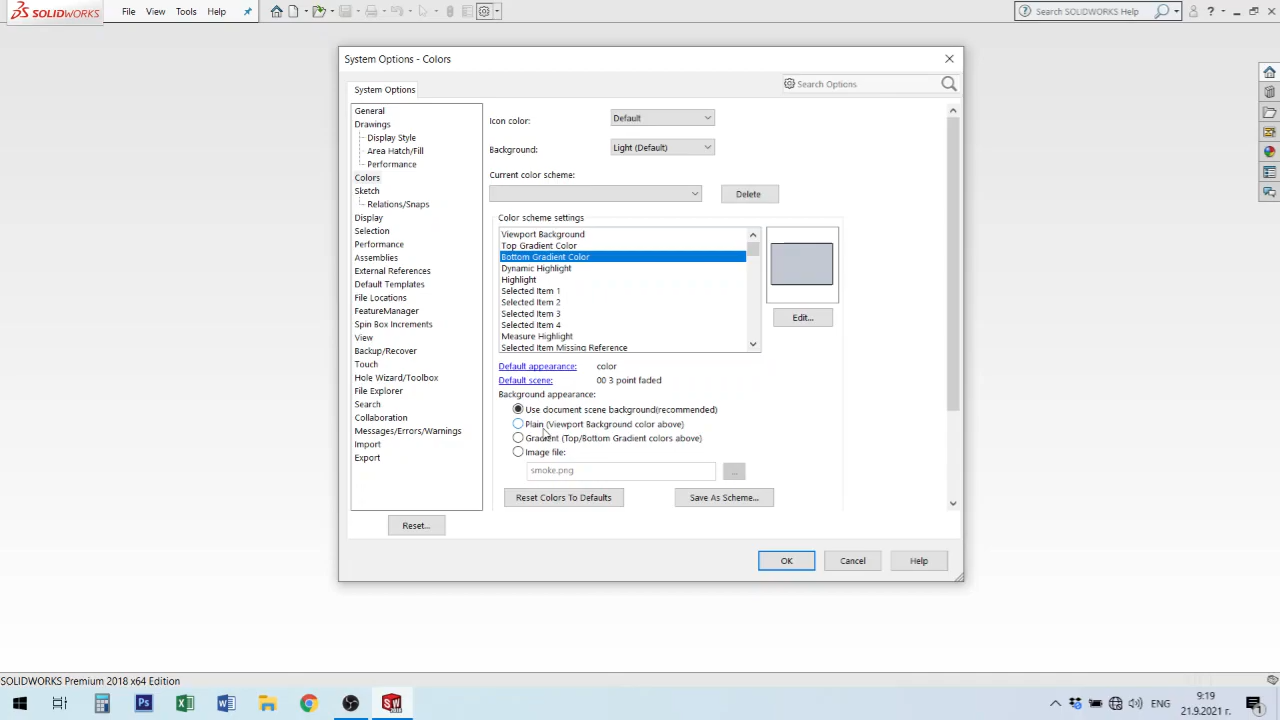 SOLIDWORKS File View Tools Help Search SOLIDWORKS Help ?
System Options - Colors
System Options Search Options
General
Drawings
Display Style
Area Hatch/Fill
Performance
Colors
Sketch
Relations/Snaps
Display
Selection
Performance
Assemblies
External References
Default Templates
File Locations
FeatureManager
Spin Box Increments
View
Backup/Recover
Touch
Hole Wizard/Toolbox
File Explorer
Search
Collaboration
Messages/Errors/Warnings
Import
Export
Reset...
Icon color: Default
Background: Light (Default)
Current color scheme:
Delete
Color scheme settings
Viewport Background
Top Gradient Color
Bottom Gradient Color
Dynamic Highlight
Highlight
Selected Item 1
Selected Item 2
Selected Item 3
Selected Item 4
Measure Highlight
Selected Item Missing Reference
Edit...
Default appearance: color
Default scene: 00 3 point faded
Background appearance:
Use document scene background(recommended)
Plain (Viewport Background color above)
Gradient (Top/Bottom Gradient colors above)
Image file:
smoke.png ...
Reset Colors To Defaults Save As Scheme...
OK Cancel Help
SOLIDWORKS Premium 2018 x64 Edition
ЕНГ 9:19
21.9.2021 г. 1